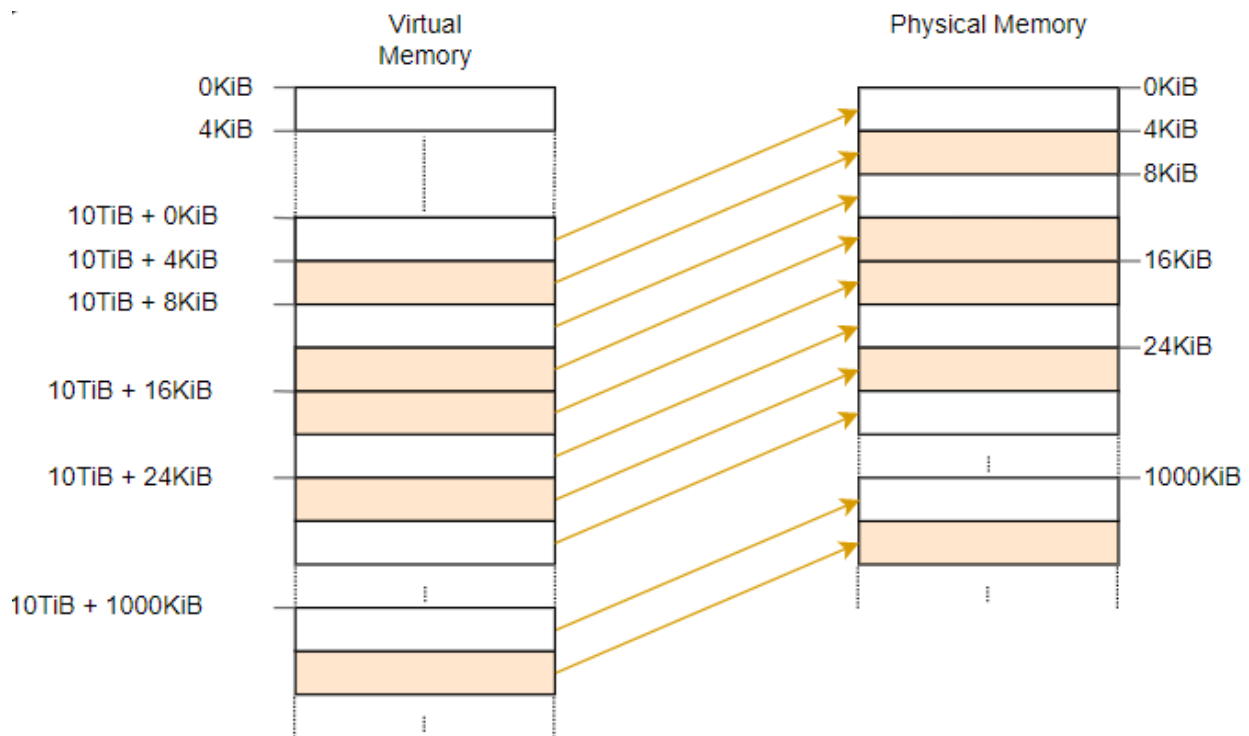 Virtual
Memory
Physical Memory
0KiB
4KiB
10TiB + 0KiB
10TiB + 4KiB
10TiB + 8KiB
10TiB + 16KiB
10TiB + 24KiB
10TiB + 1000KiB
0KiB
4KiB
8KiB
16KiB
24KiB
1000KiB